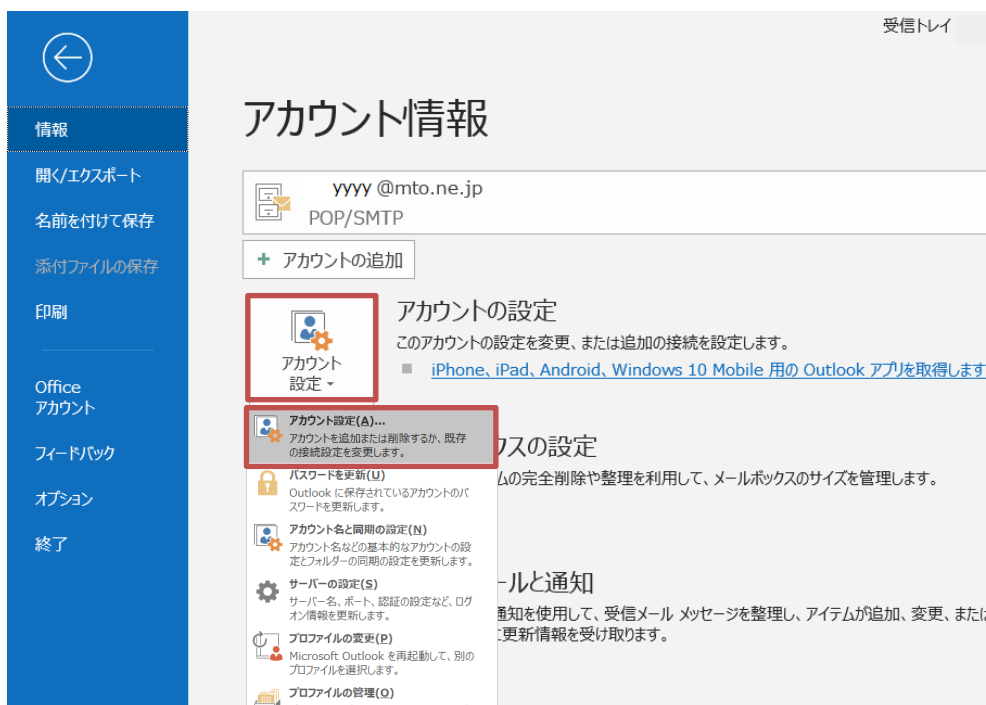 受信トレイ
情報
開く/エクスポート
名前を付けて保存
添付ファイルの保存
印刷
Office
アカウント
フィードバック
オプション
終了
アカウント情報
yyyy @mto.ne.jp
POP/SMTP
+ アカウントの追加
アカウント
設定
アカウントの設定
このアカウントの設定を変更、または追加の接続を設定します。
iPhone、iPad、Android、Windows 10 Mobile 用の Outlook アプリを取得します
アカウント設定(A)...
アカウントを追加または削除するか、既存
の接続設定を変更します。
パスワードを更新(U)
Outlook に保存されているアカウントのパ
スワードを更新します。
アカウント名と同期の設定(N)
アカウント名などの基本的なアカウントの設
定とフォルダーの同期の設定を更新します。
サーバーの設定(S)
サーバー名、ポート、認証の設定など、ログ
オン情報を更新します。
プロファイルの変更(P)
Microsoft Outlook を再起動して、別の
プロファイルを選択します。
プロファイルの管理(O)
クスの設定
ムの完全削除や整理を利用して、メールボックスのサイズを管理します。
ールと通知
通知を使用して、受信メール メッセージを整理し、アイテムが追加、変更、また
に更新情報を受け取ります。